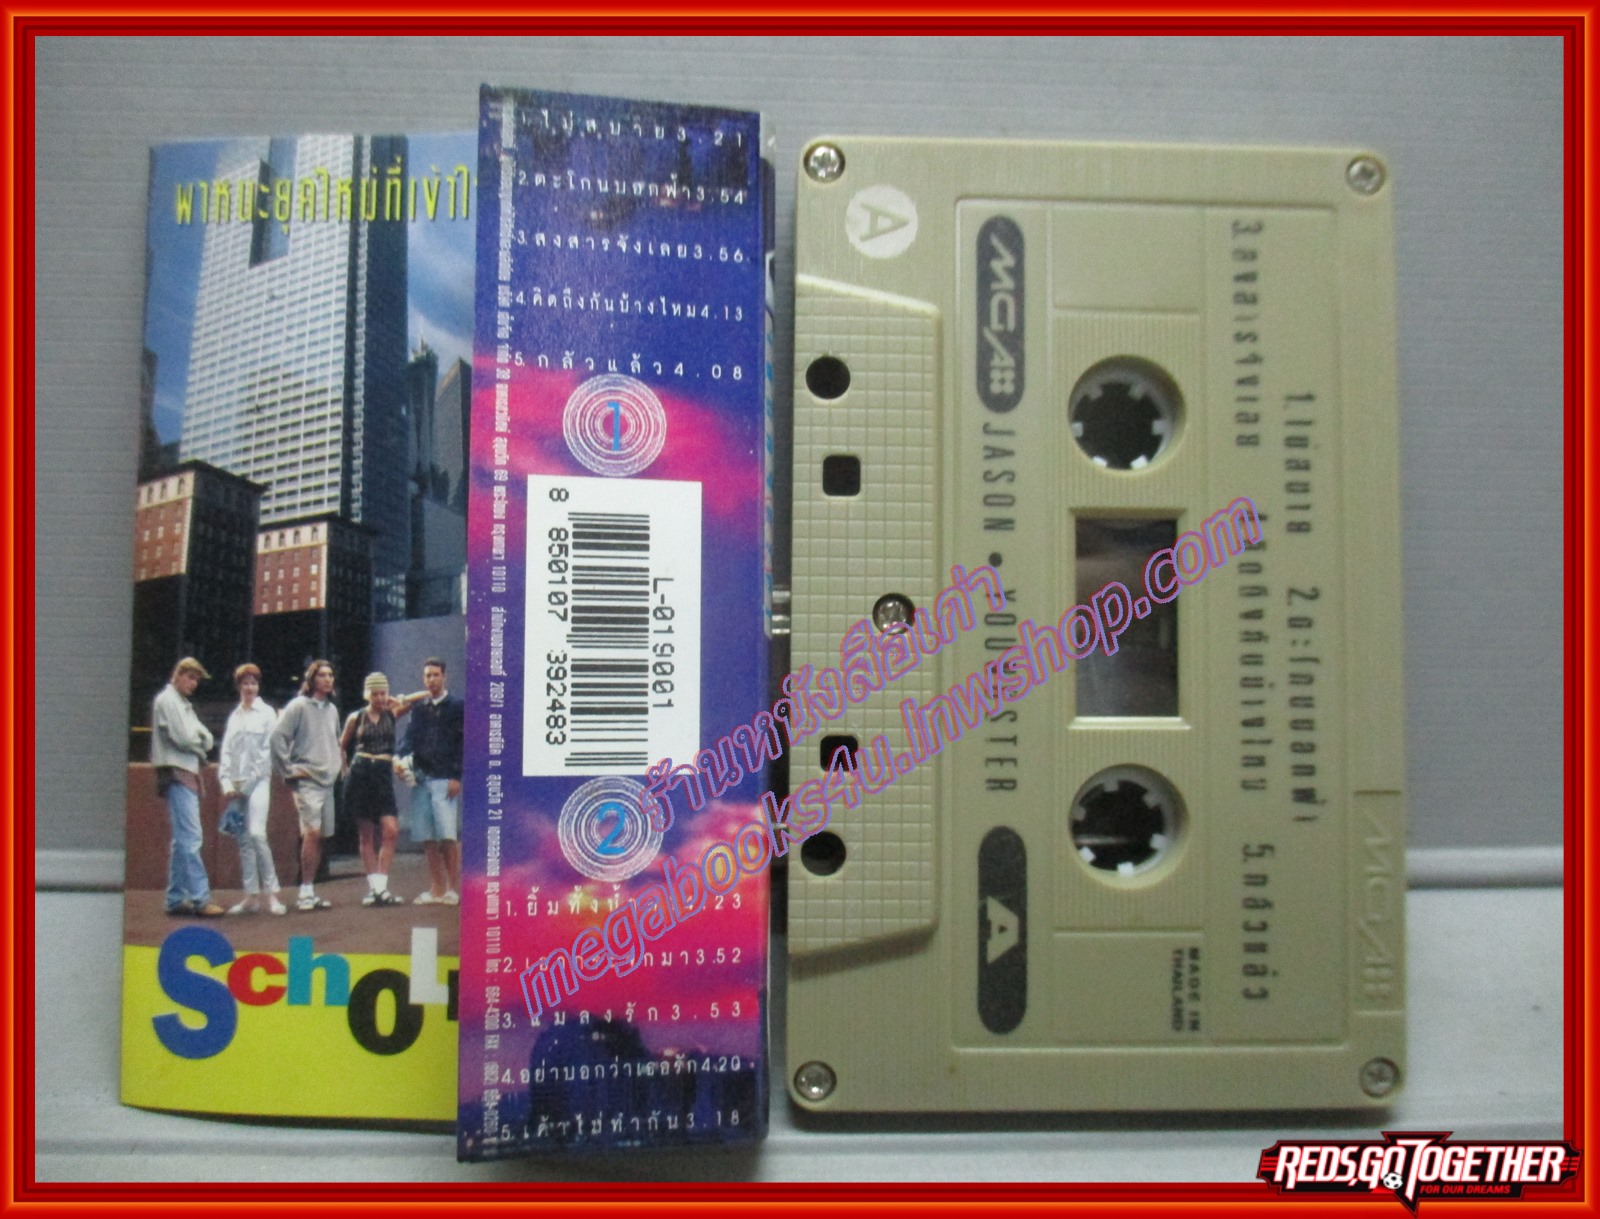 พาหนะยุคใหม่ที่เข้าใ
SchoL
1.ไม่สบาย3.21
2.ตะโกนบอกฟ้า3.54
3.สงสารจังเลย3.56
4.คิดถึงกันบ้างไหม4.13
5.กลัวแล้ว4.08
1
8 850107 392483
L-019001
2
1.ยิ้มทั้งน้ำ 23
2. มา3.52
3.แมลงรัก3.53
4.อย่าบอกว่าเธอรัก4.20
5.เค้าไม่ทำกัน3.18
A
MGA
JASON • YOUNGSTER
A
1.ไม่สบาย 2.ตะโกนบอกฟ้า
3.สงสารจังเลย 4.คิดถึงกันบ้างไหม 5.กลัวแล้ว
MADE IN
THAILAND
MGA
ร้านหนังสือเก่า
megabooks4u.lnwshop.com
REDS,GO TOGETHER
FOR OUR DREAMS